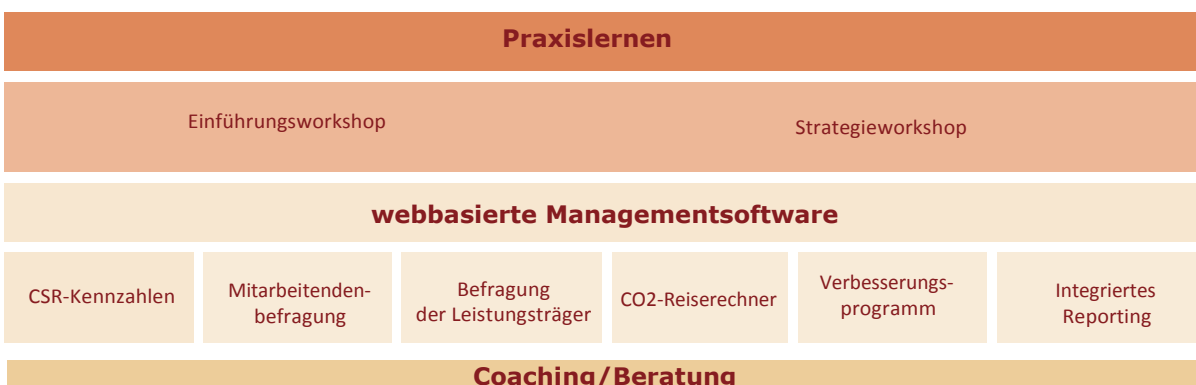 Praxislernen
Einführungsworkshop
Strategieworkshop
webbasierte Managementsoftware
CSR-Kennzahlen
Mitarbeitenden-
befragung
Befragung
der Leistungsträger
CO2-Reiserechner
Verbesserungs-
programm
Integriertes
Reporting
Coaching/Beratung